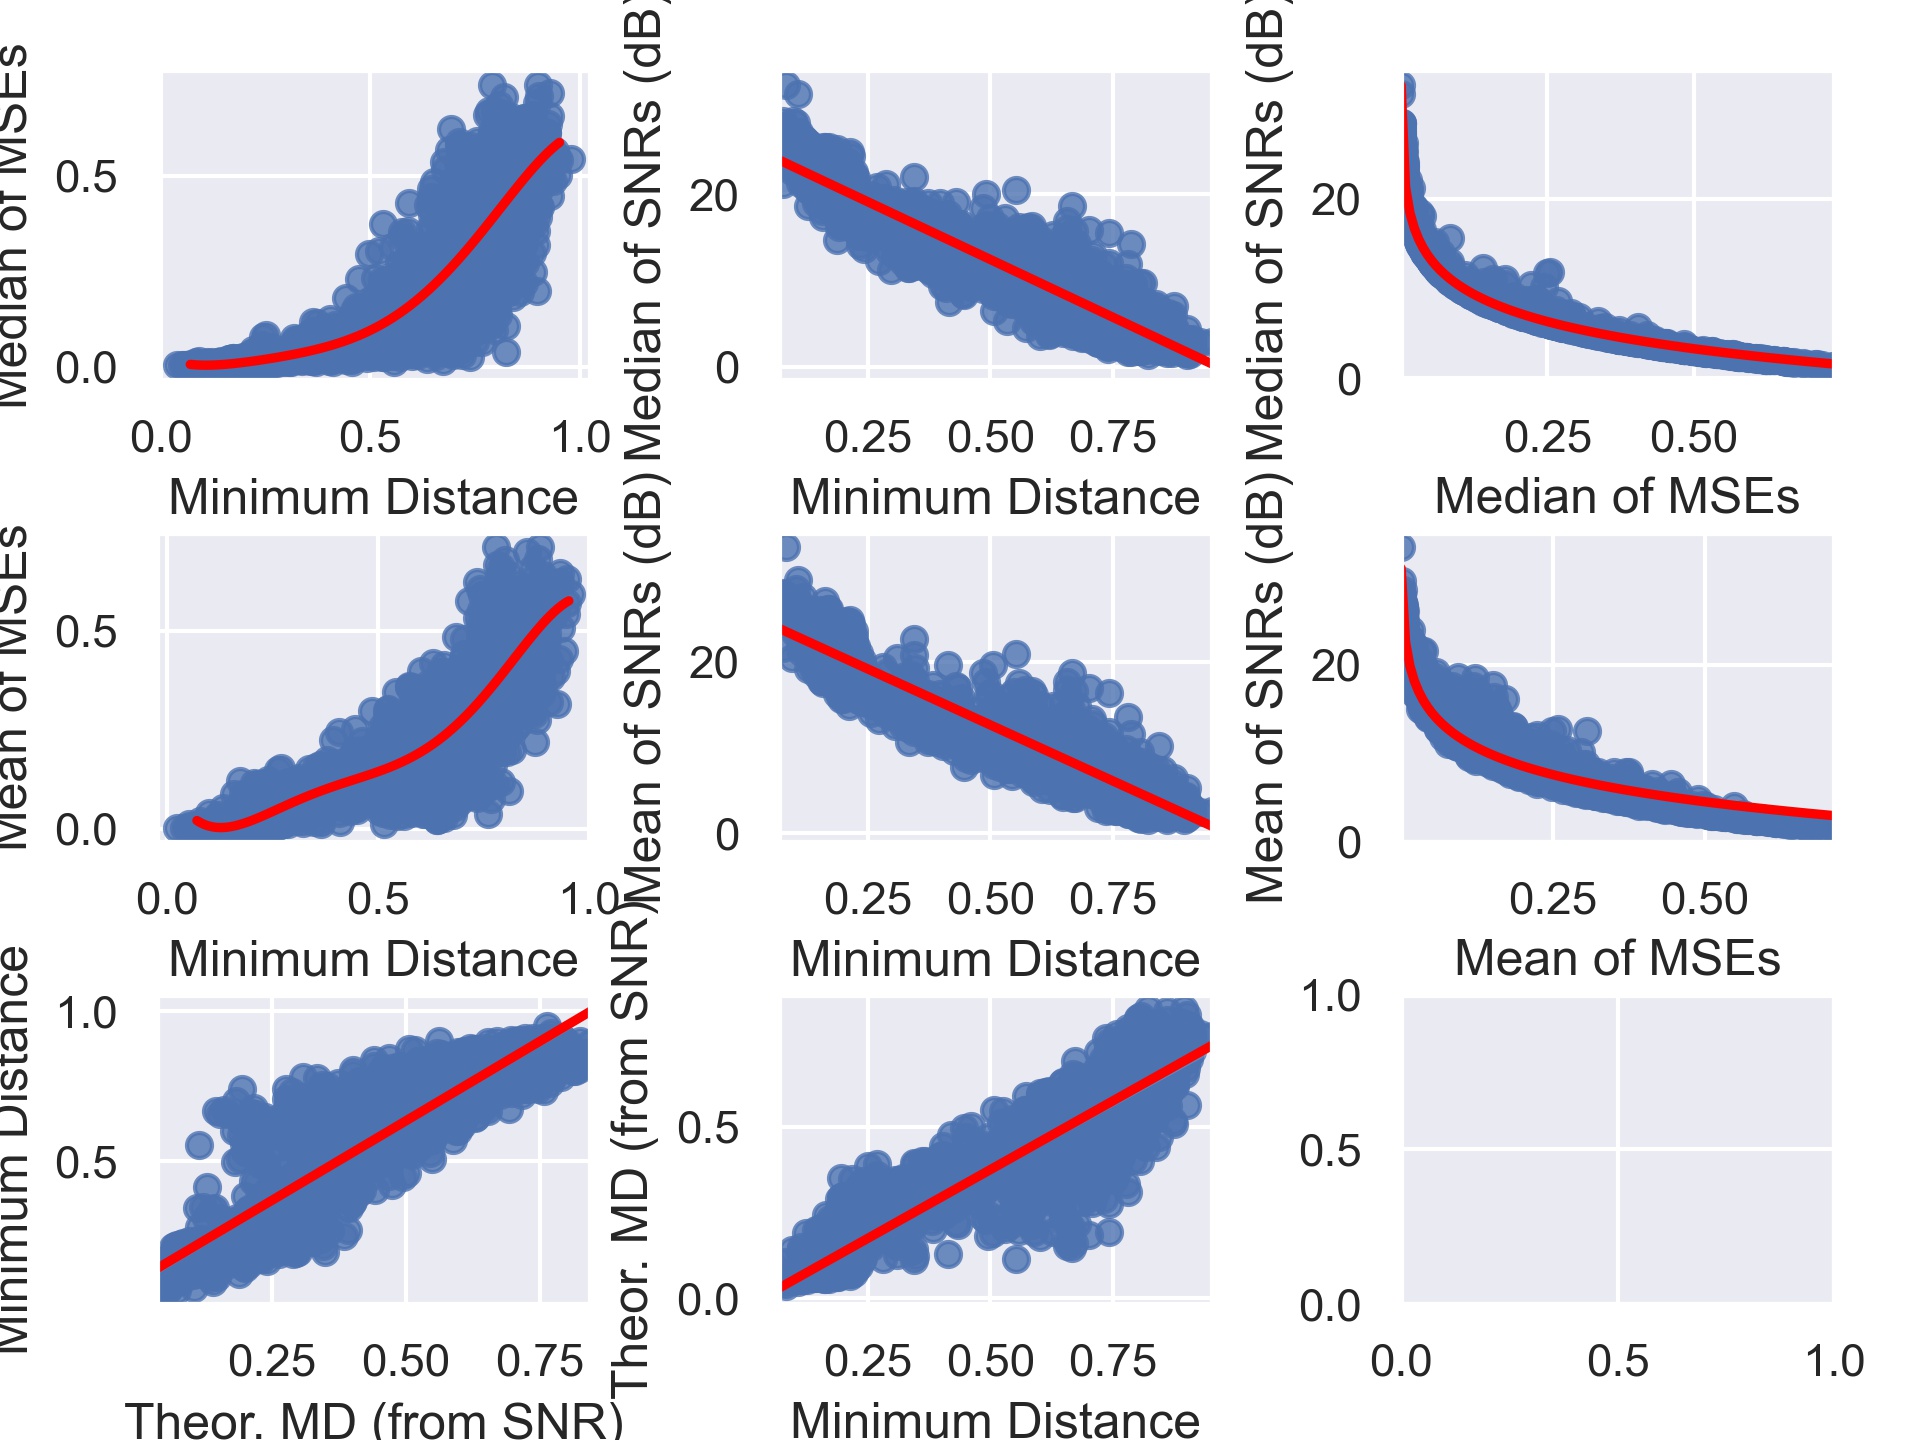 Median of MSEs
0.5
0.0
0.0 0.5 1.0
Minimum Distance
Median of SNRs (dB)
20
0
0.25 0.50 0.75
Minimum Distance
Median of SNRs (dB)
20
0
0.25 0.50
Median of MSEs
Mean of MSEs
0.5
0.0
0.0 0.5 1.0
Minimum Distance
Mean of SNRs (dB)
20
0
0.25 0.50 0.75
Minimum Distance
Mean of SNRs (dB)
20
0
0.25 0.50
Mean of MSEs
Minimum Distance
1.0
0.5
0.25 0.50 0.75
Theor. MD (from SNR)
Theor. MD (from SNR)
0.5
0.0
0.25 0.50 0.75
Minimum Distance
1.0
0.5
0.0
0.0 0.5 1.0